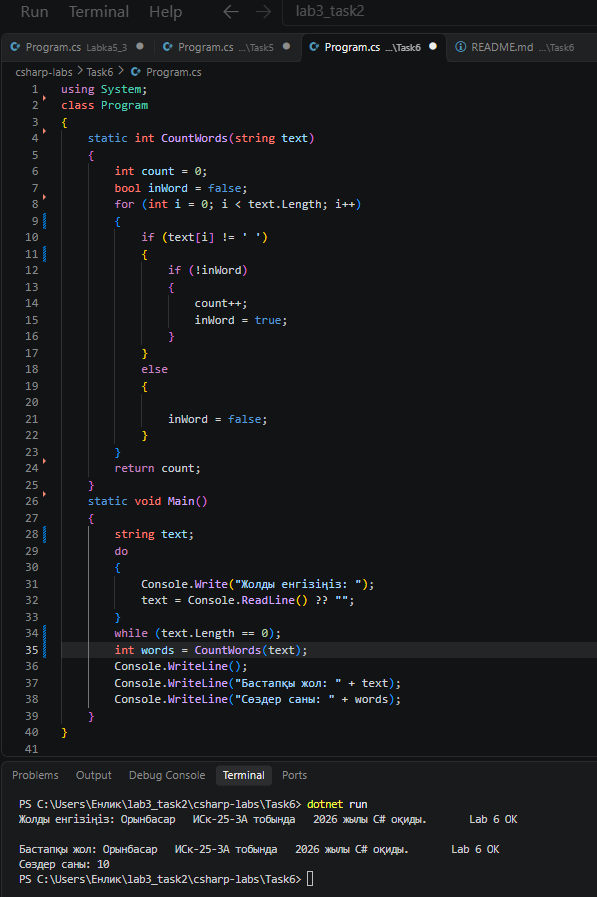 Run Terminal Help ← → lab3_task2
Program.cs Labka5_3 ● Program.cs ...\Task5 ● Program.cs ...\Task6 ● README.md ...\Task6
csharp-labs > Task6 > Program.cs
1 using System;
2 class Program
3 {
4 static int CountWords(string text)
5 {
6 int count = 0;
7 bool inWord = false;
8 for (int i = 0; i < text.Length; i++)
9 {
10 if (text[i] != ' ')
11 {
12 if (!inWord)
13 {
14 count++;
15 inWord = true;
16 }
17 }
18 else
19 {
20
21 inWord = false;
22 }
23 }
24 return count;
25 }
26 static void Main()
27 {
28 string text;
29 do
30 {
31 Console.Write("Жолды енгізіңіз: ");
32 text = Console.ReadLine() ?? "";
33 }
34 while (text.Length == 0);
35 int words = CountWords(text);
36 Console.WriteLine();
37 Console.WriteLine("Бастапқы жол: " + text);
38 Console.WriteLine("Сөздер саны: " + words);
39 }
40 }
41
Problems Output Debug Console Terminal Ports
PS C:\Users\Енлик\lab3_task2\csharp-labs\Task6> dotnet run
Жолды енгізіңіз: Орынбасар   ИСк-25-3А тобында   2026 жылы C# оқиды.       Lab 6 OK
Бастапқы жол: Орынбасар   ИСк-25-3А тобында   2026 жылы C# оқиды.       Lab 6 OK
Сөздер саны: 10
PS C:\Users\Енлик\lab3_task2\csharp-labs\Task6>